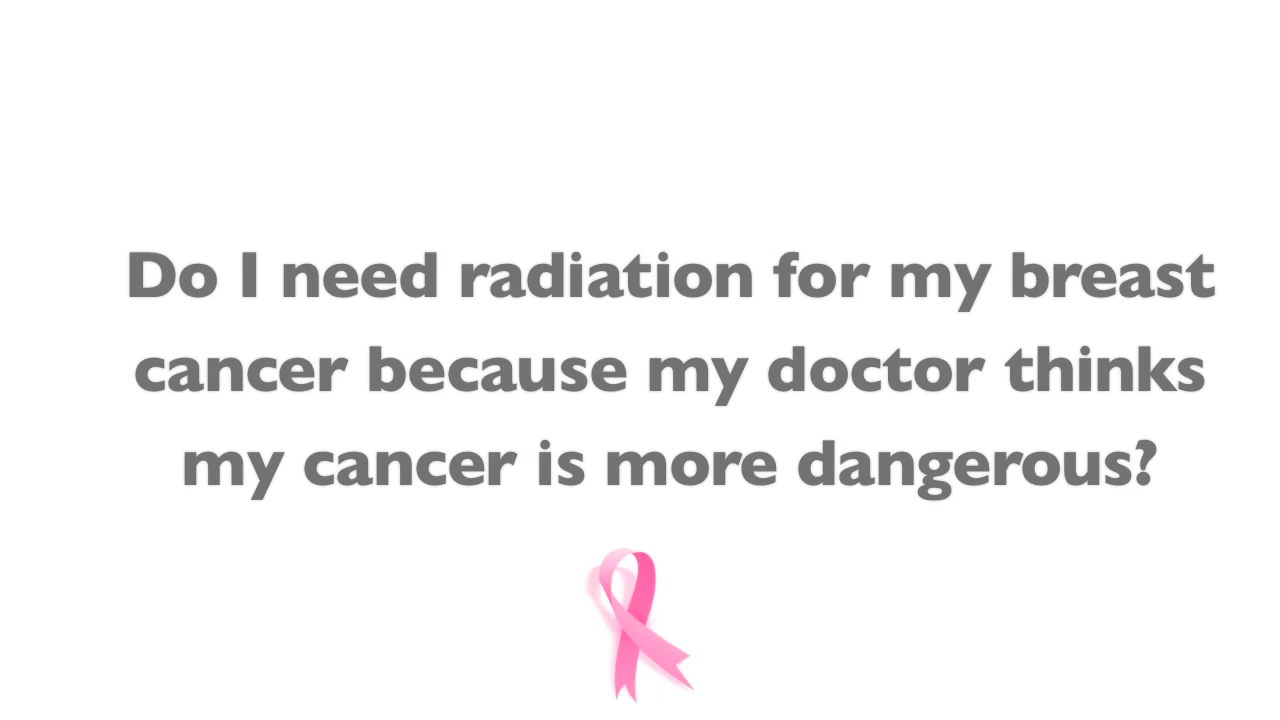 Do I need radiation for my breast
cancer because my doctor thinks
my cancer is more dangerous?